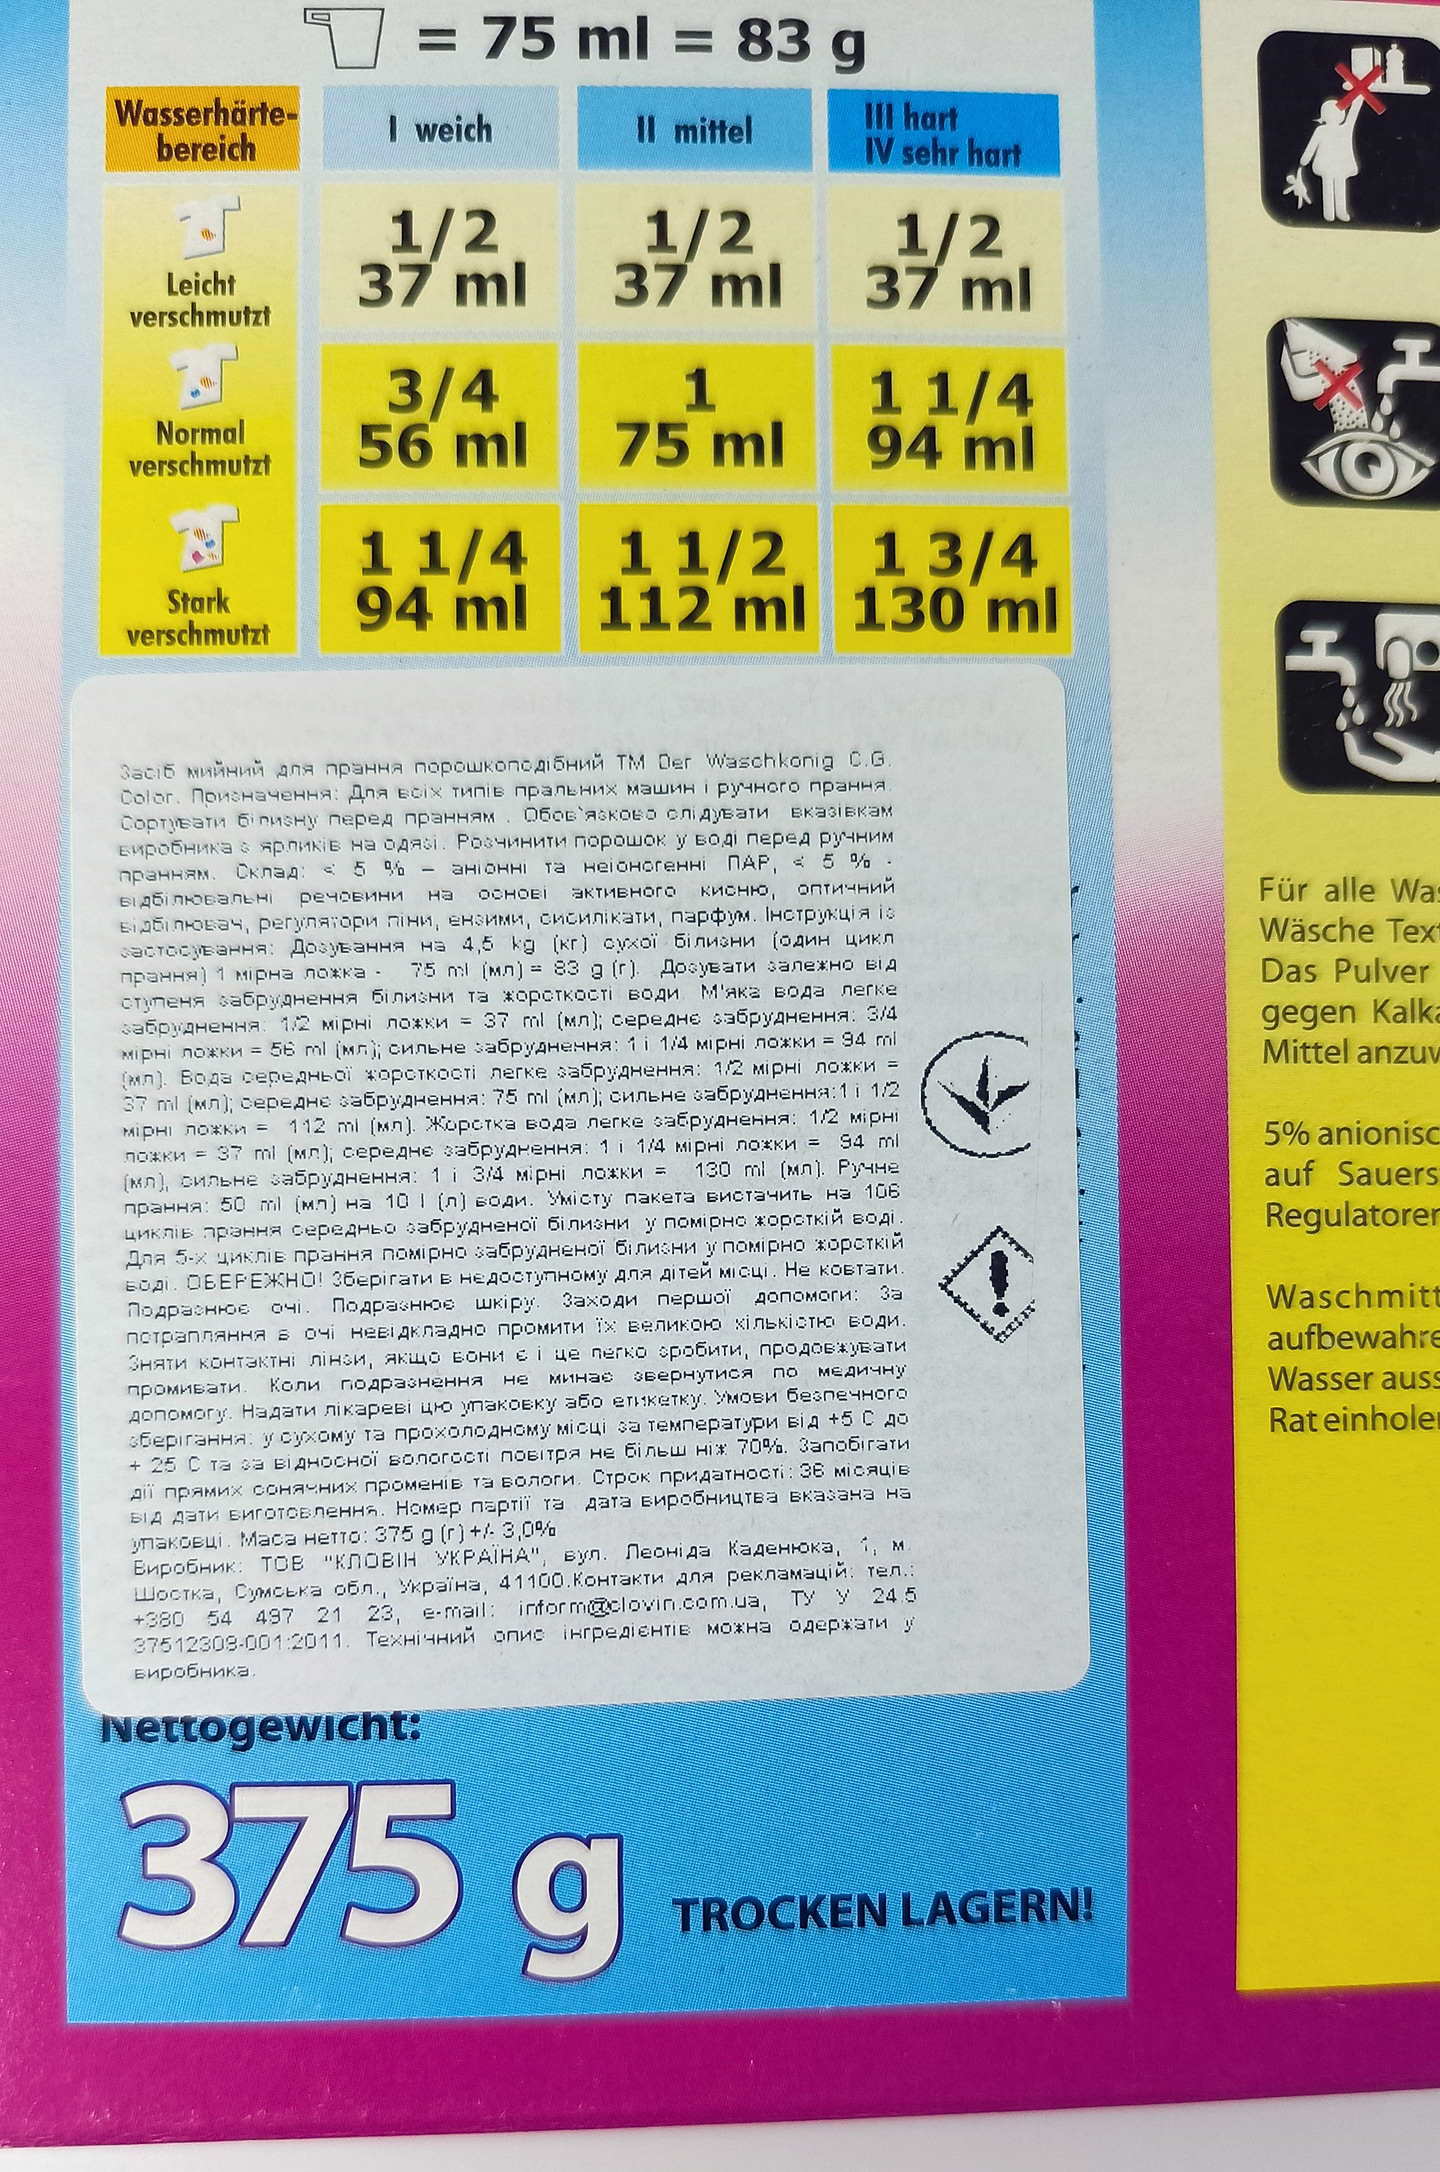 = 75 ml = 83 g
Wasserhärte-
bereich
I weich
II mittel
III hart
IV sehr hart
Leicht
verschmutzt
1/2
37 ml
1/2
37 ml
1/2
37 ml
Normal
verschmutzt
3/4
56 ml
1
75 ml
1 1/4
94 ml
Stark
verschmutzt
1 1/4
94 ml
1 1/2
112 ml
1 3/4
130 ml
Засіб мийний для прання порошкоподібний ТМ Der Waschkonig C.G.
Color. Призначення: Для всіх типів пральних машин і ручного прання.
Сортувати білизну перед пранням . Обов`язково слідувати вказівкам
виробника з ярликів на одязі. Розчинити порошок у воді перед ручним
пранням. Склад: < 5 % – аніонні та неіоногенні ПАР, < 5 % -
відбілювальні речовини на основі активного кисню, оптичний
відбілювач, регулятори піни, ензими, сисилікати, парфум. Інструкція із
застосування: Дозування на 4,5 kg (кг) сухої білизни (один цикл
прання) 1 мірна ложка - 75 ml (мл) = 83 g (г). Дозувати залежно від
ступеня забруднення білизни та жорсткості води. М'яка вода легке
забруднення: 1/2 мірні ложки = 37 ml (мл); середнє забруднення: 3/4
мірні ложки = 56 ml (мл); сильне забруднення: 1 і 1/4 мірні ложки = 94 ml
(мл). Вода середньої жорсткості легке забруднення: 1/2 мірні ложки =
37 ml (мл); середнє забруднення: 75 ml (мл); сильне забруднення:1 і 1/2
мірні ложки = 112 ml (мл). Жорстка вода легке забруднення: 1/2 мірні
ложки = 37 ml (мл); середнє забруднення: 1 і 1/4 мірні ложки = 94 ml
(мл), сильне забруднення: 1 і 3/4 мірні ложки = 130 ml (мл). Ручне
прання: 50 ml (мл) на 10 l (л) води. Умісту пакета вистачить на 106
циклів прання середньо забрудненої білизни у помірно жорсткій воді.
Для 5-х циклів прання помірно забрудненої білизни у помірно жорсткій
воді. ОБЕРЕЖНО! Зберігати в недоступному для дітей місці. Не ковтати.
Подразнює очі. Подразнює шкіру. Заходи першої допомоги: За
потрапляння в очі невідкладно промити їх великою кількістю води.
Зняти контактні лінзи, якщо вони є і це легко зробити, продовжувати
промивати. Коли подразнення не минає звернутися по медичну
допомогу. Надати лікареві цю упаковку або етикетку. Умови безпечного
зберігання: у сухому та прохолодному місці за температури від +5 С до
+ 25 С та за відносної вологості повітря не більш ніж 70%. Запобігати
дії прямих сонячних променів та вологи. Строк придатності: 36 місяців
від дати виготовлення. Номер партії та дата виробництва вказана на
упаковці. Маса нетто: 375 g (г) +/- 3,0%
Виробник: ТОВ "КЛОВІН УКРАЇНА", вул. Леоніда Каденюка, 1, м.
Шостка, Сумська обл., Україна, 41100.Контакти для рекламацій: тел.:
+380 54 497 21 23, e-mail: inform@clovin.com.ua, ТУ У 24.5
37512308-001:2011. Технічний опис інгредієнтів можна одержати у
виробника.
Nettogewicht:
375 g
TROCKEN LAGERN!
Für alle
Wäsche
Das Pulver
gegen
Mittel
5%
auf
Regulatoren
Wasser
Rat einholen